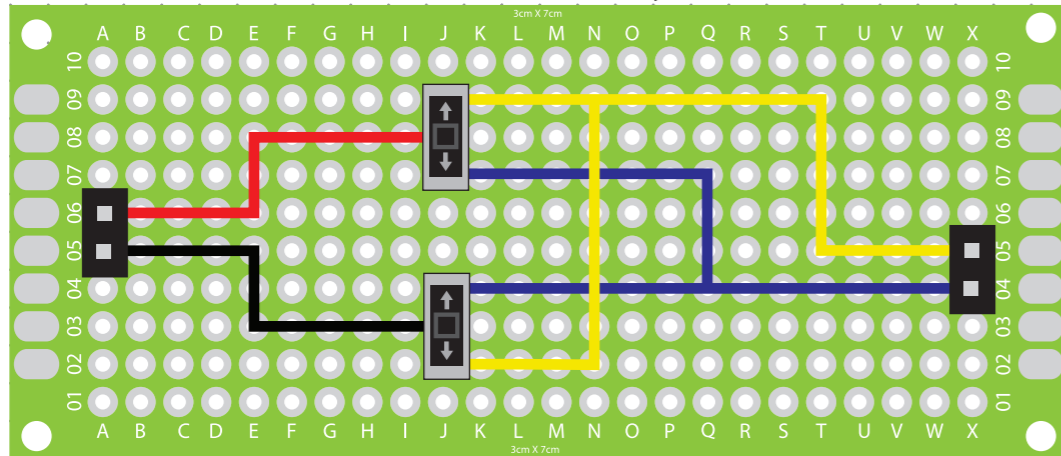 3cm X 7cm
A B C D E F G H I J K L M N O P Q R S T U V W X
10 10
09 09
08 08
07 07
06 06
05 05
04 04
03 03
02 02
01 01
A B C D E F G H I J K L M N O P Q R S T U V W X
3cm X 7cm